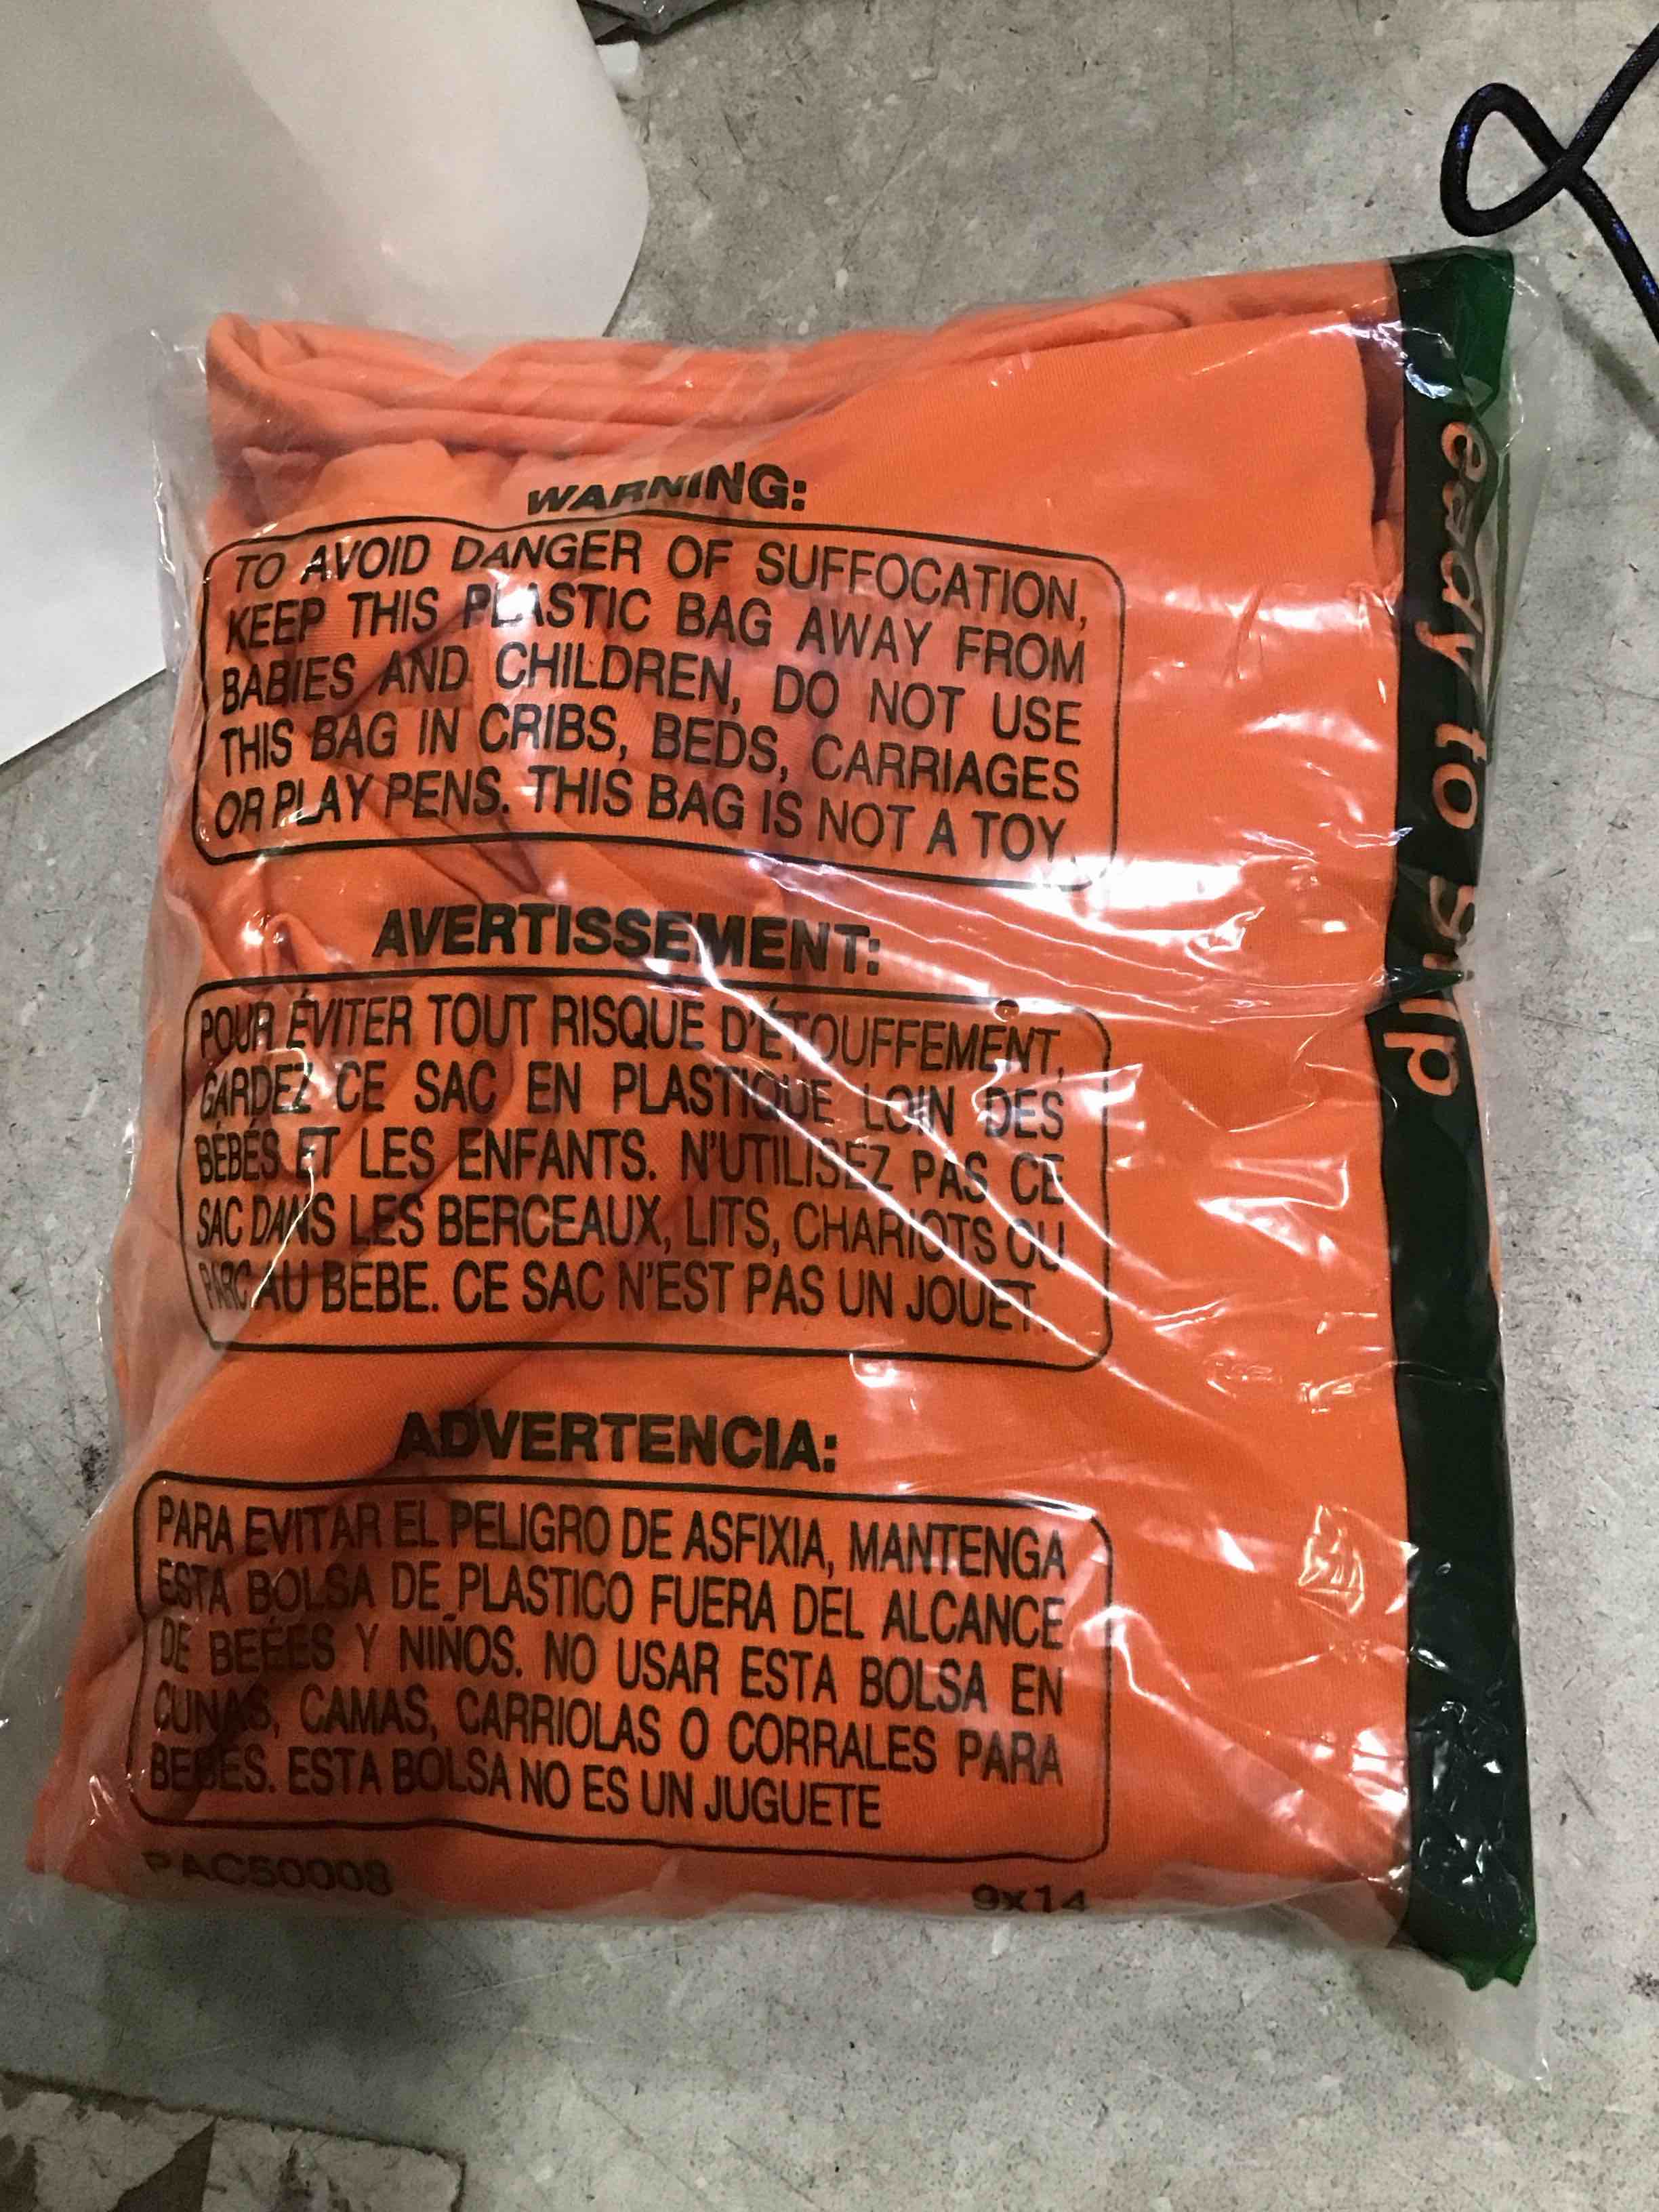 WARNING:
TO AVOID DANGER OF SUFFOCATION,
KEEP THIS PLASTIC BAG AWAY FROM
BABIES AND CHILDREN, DO NOT USE
THIS BAG IN CRIBS, BEDS, CARRIAGES
OR PLAY PENS. THIS BAG IS NOT A TOY.
AVERTISSEMENT:
POUR ÉVITER TOUT RISQUE D'ÉTOUFFEMENT,
GARDEZ CE SAC EN PLASTIQUE LOIN DES
BÉBÉS ET LES ENFANTS. N'UTILISEZ PAS CE
SAC DANS LES BERCEAUX, LITS, CHARIOTS OU
PARC AU BEBE. CE SAC N'EST PAS UN JOUET.
ADVERTENCIA:
PARA EVITAR EL PELIGRO DE ASFIXIA, MANTENGA
ESTA BOLSA DE PLASTICO FUERA DEL ALCANCE
DE BEBÉS Y NIÑOS. NO USAR ESTA BOLSA EN
CUNAS, CAMAS, CARRIOLAS O CORRALES PARA
BEBES. ESTA BOLSA NO ES UN JUGUETE
PAC50008
9x14
eady to ship